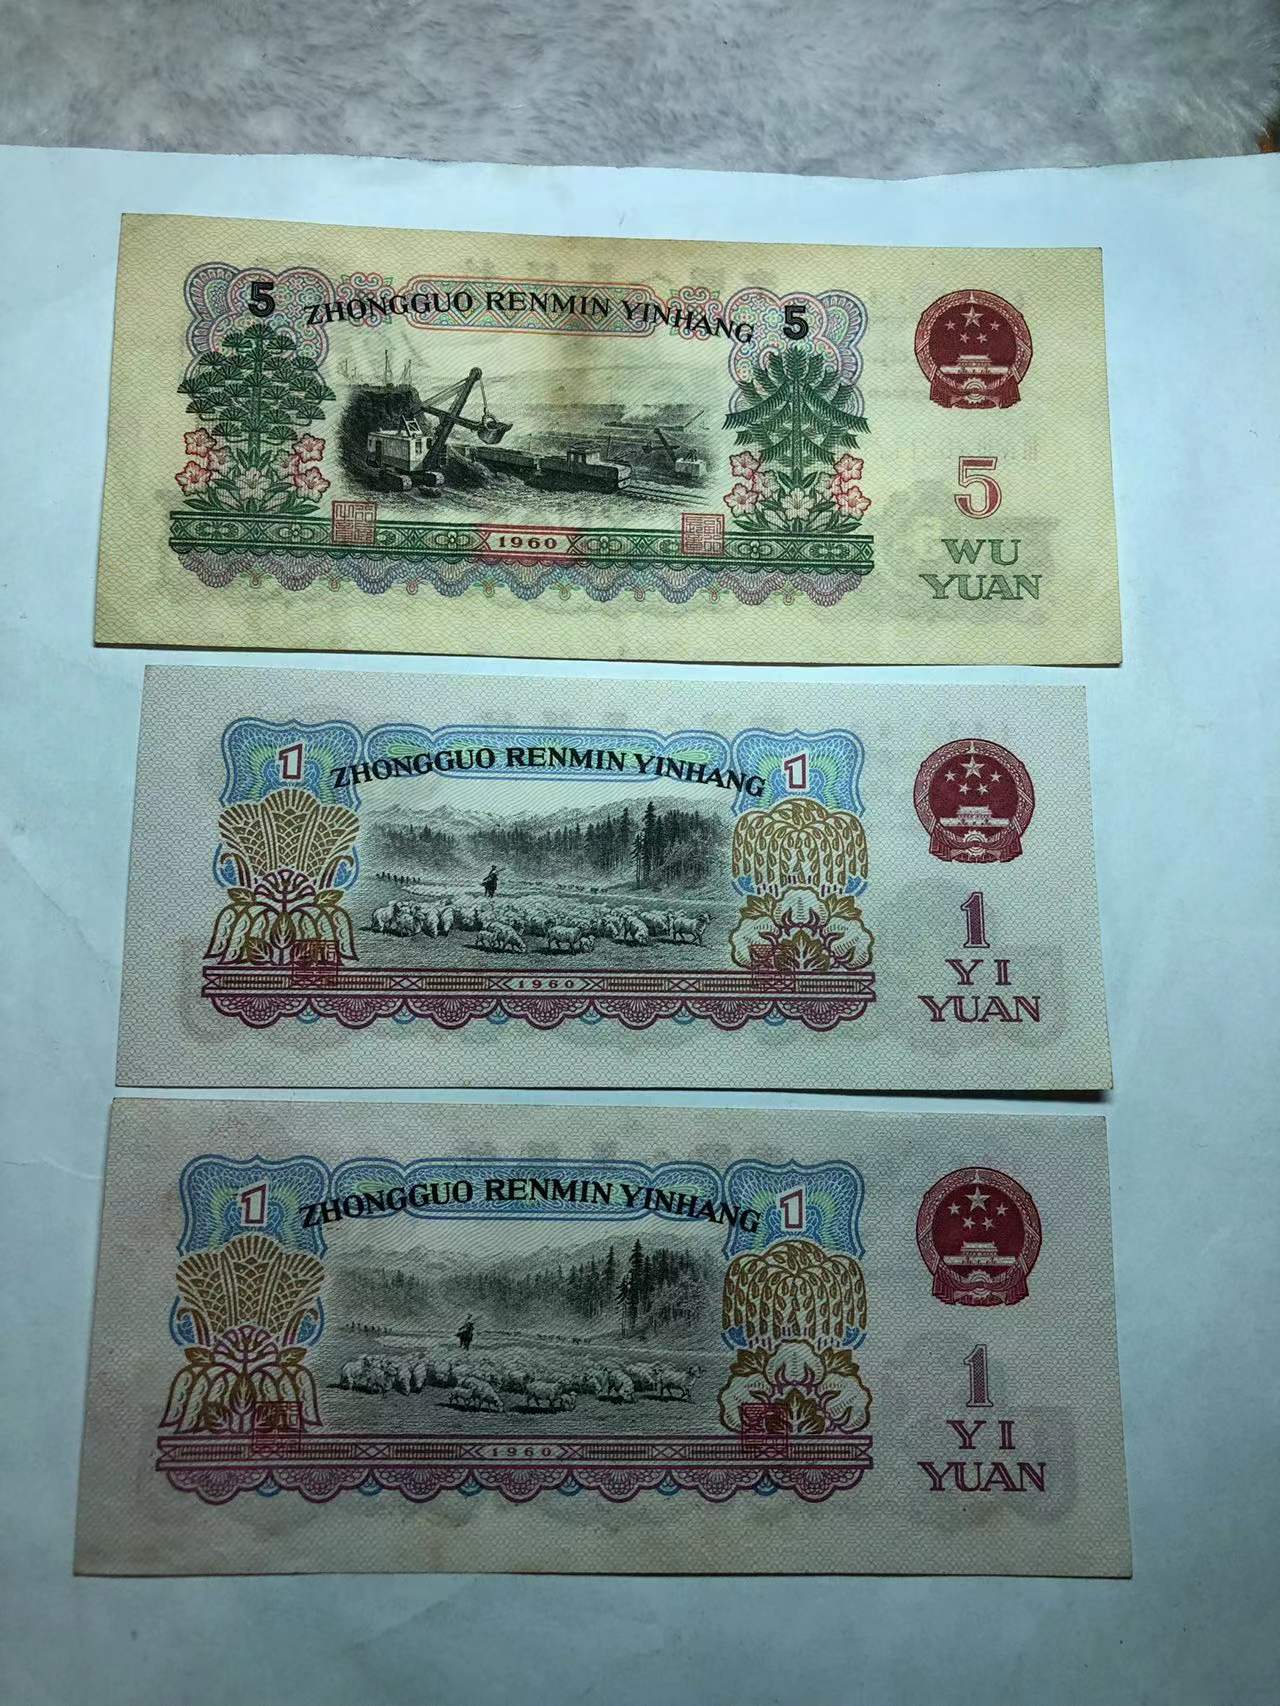 5 ZHONGGUO RENMIN YINHANG 5
5
1960
WU
YUAN
1 ZHONGGUO RENMIN YINHANG 1
1
1960
YI
YUAN
1 ZHONGGUO RENMIN YINHANG 1
1
1960
YI
YUAN